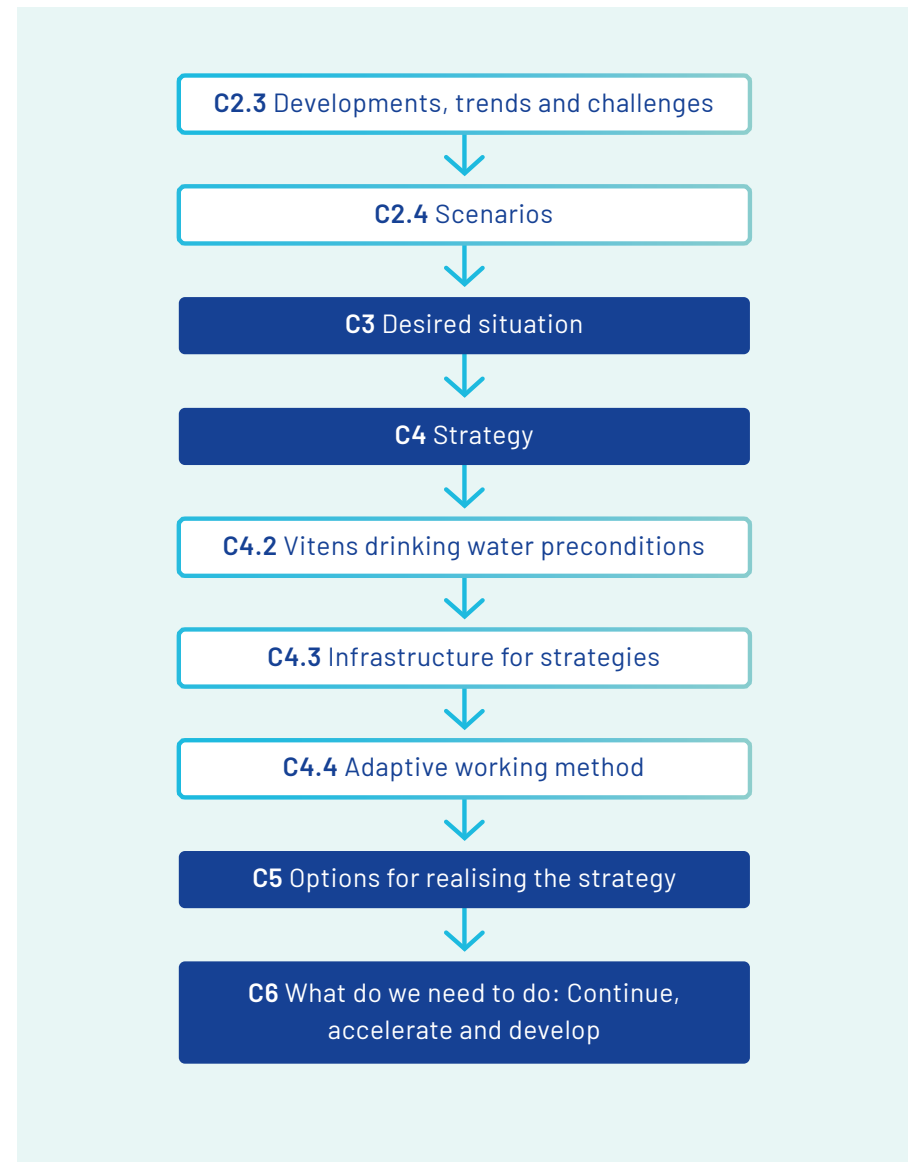 C2.3 Developments, trends and challenges
C2.4 Scenarios
C3 Desired situation
C4 Strategy
C4.2 Vitens drinking water preconditions
C4.3 Infrastructure for strategies
C4.4 Adaptive working method
C5 Options for realising the strategy
C6 What do we need to do: Continue,
accelerate and develop